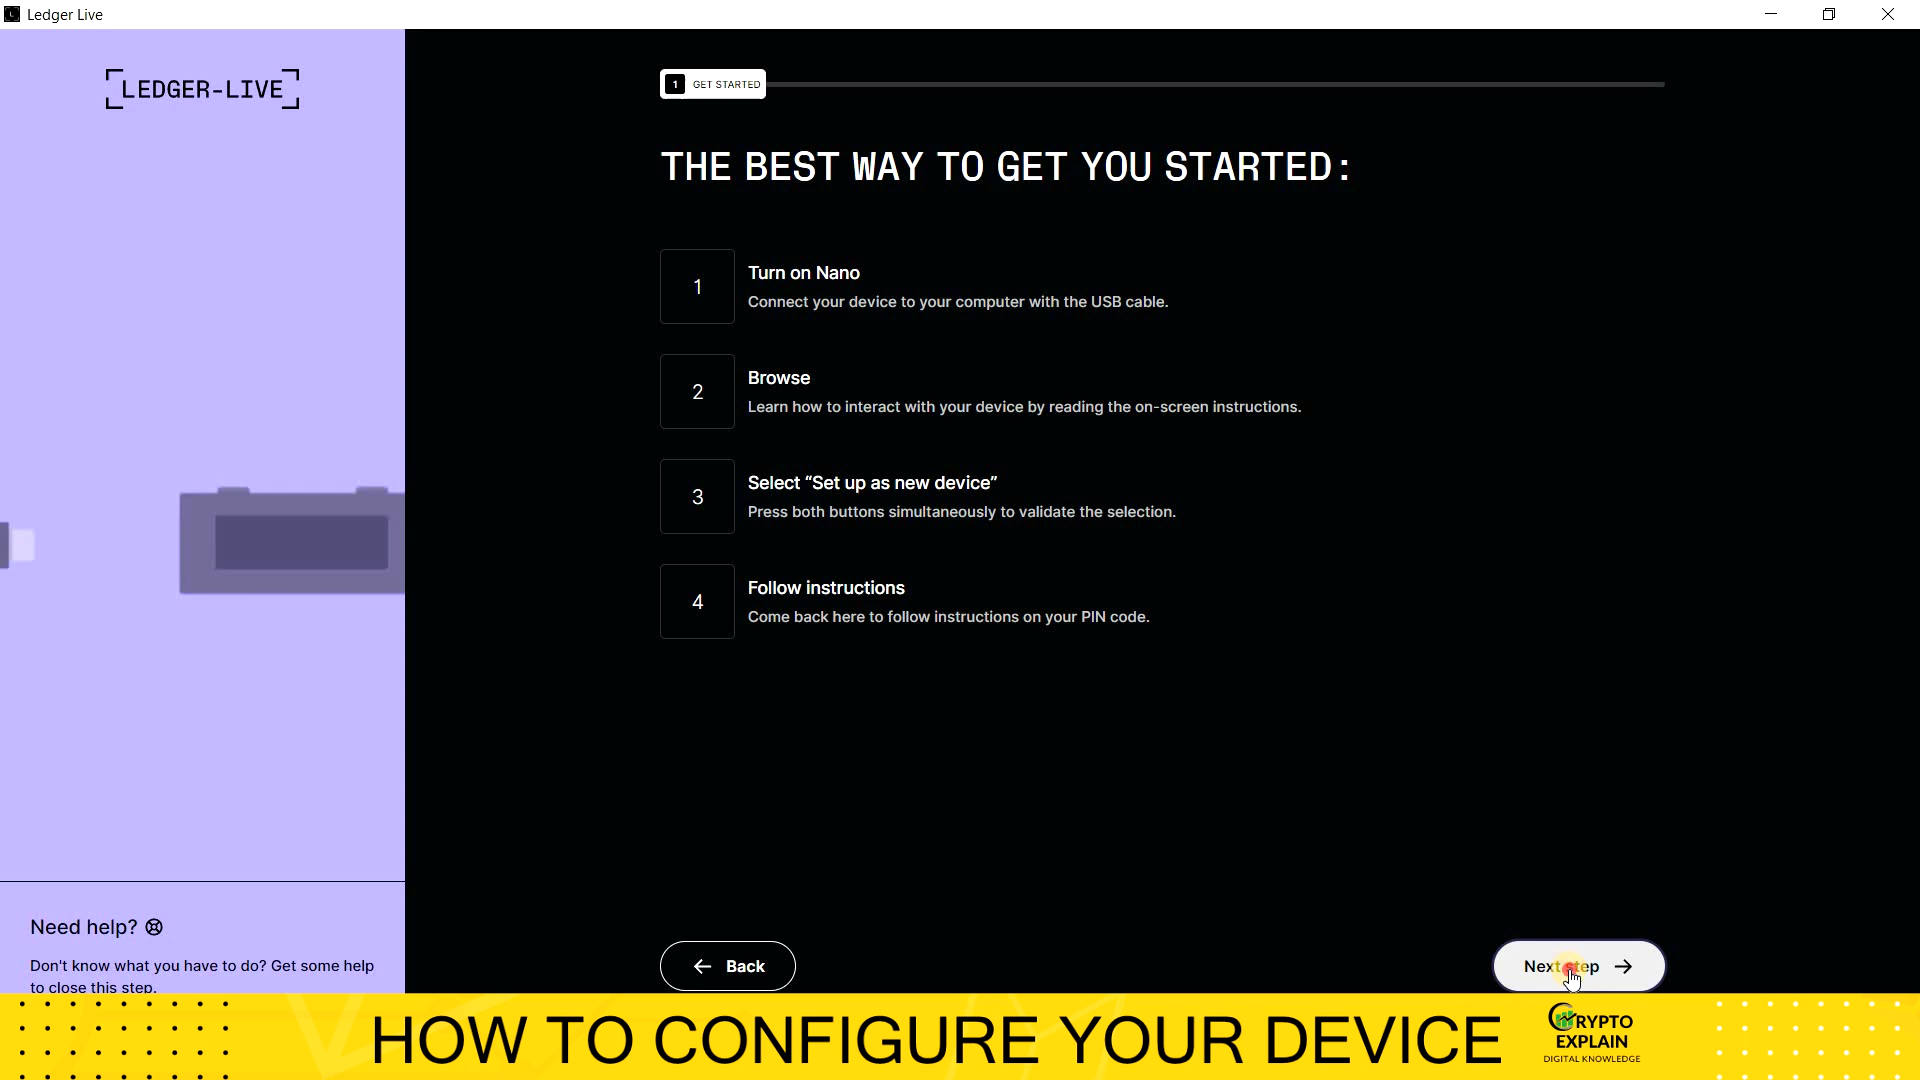 Ledger Live
LEDGER-LIVE
1 GET STARTED
THE BEST WAY TO GET YOU STARTED:
1
Turn on Nano
Connect your device to your computer with the USB cable.
2
Browse
Learn how to interact with your device by reading the on-screen instructions.
3
Select “Set up as new device”
Press both buttons simultaneously to validate the selection.
4
Follow instructions
Come back here to follow instructions on your PIN code.
Need help?
Don't know what you have to do? Get some help
to close this step.
Back
Next step
HOW TO CONFIGURE YOUR DEVICE
CRYPTO
EXPLAIN
DIGITAL KNOWLEDGE